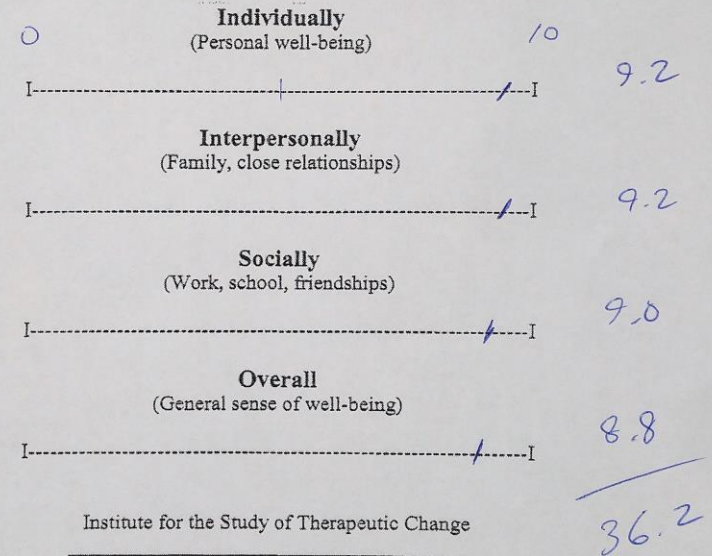 Individually
0 (Personal well-being) 10
I-----------------------------------------------I 9.2
Interpersonally
(Family, close relationships)
I-----------------------------------------------I 9.2
Socially
(Work, school, friendships)
I-----------------------------------------------I 9.0
Overall
(General sense of well-being)
I-----------------------------------------------I 8.8
Institute for the Study of Therapeutic Change 36.2